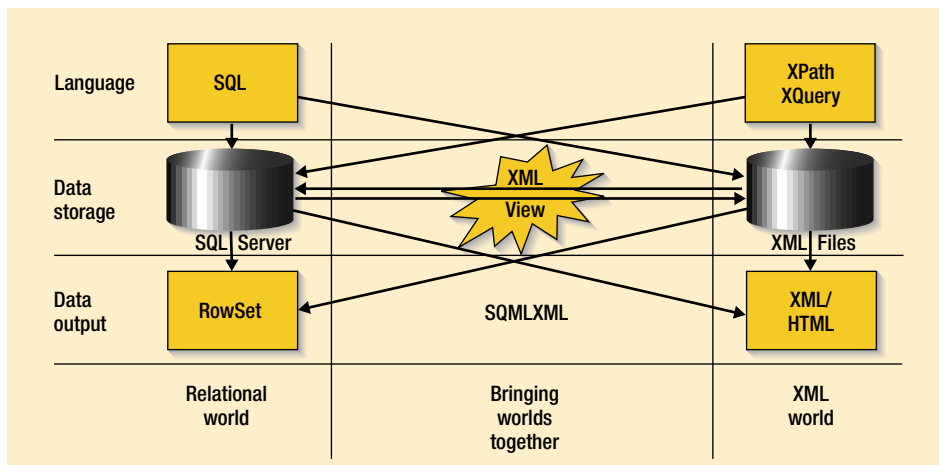 Language
SQL
XPath
XQuery
Data
storage
XML
View
SQL Server
XML Files
Data
output
RowSet
SQMLXML
XML/
HTML
Relational
world
Bringing
worlds
together
XML
world